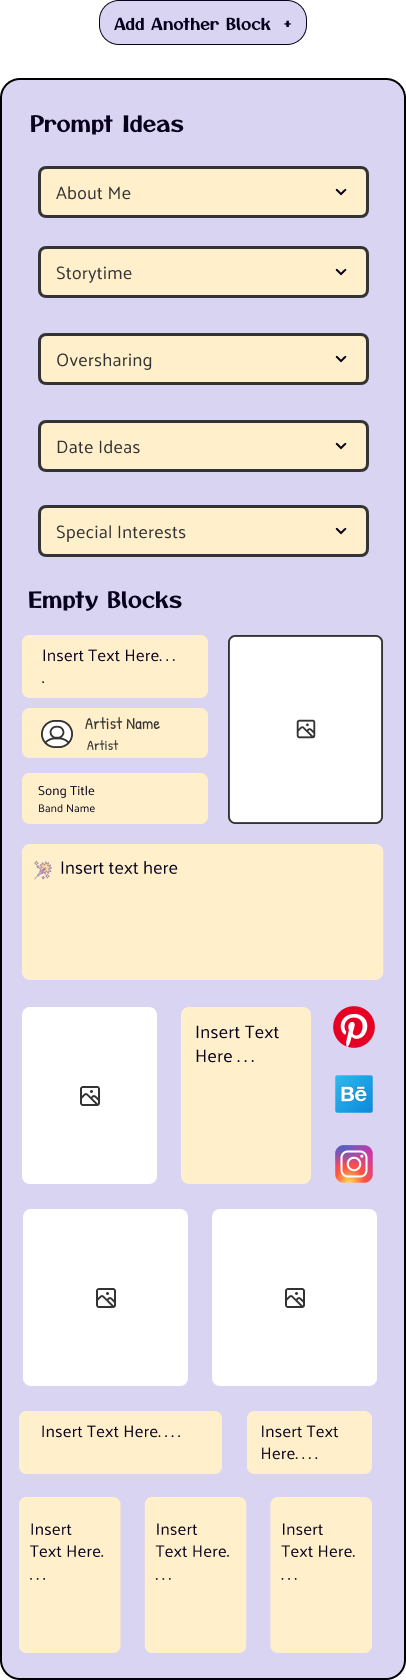 Add Another Block +
Prompt Ideas
About Me
Storytime
Oversharing
Date Ideas
Special Interests
Empty Blocks
Insert Text Here. . .
.
Artist Name
Artist
Song Title
Band Name
Insert text here
Insert Text
Here . . .
Bē
Insert Text Here. . . .
Insert Text
Here. . . .
Insert
Text Here.
. . .
Insert
Text Here.
. . .
Insert
Text Here.
. . .